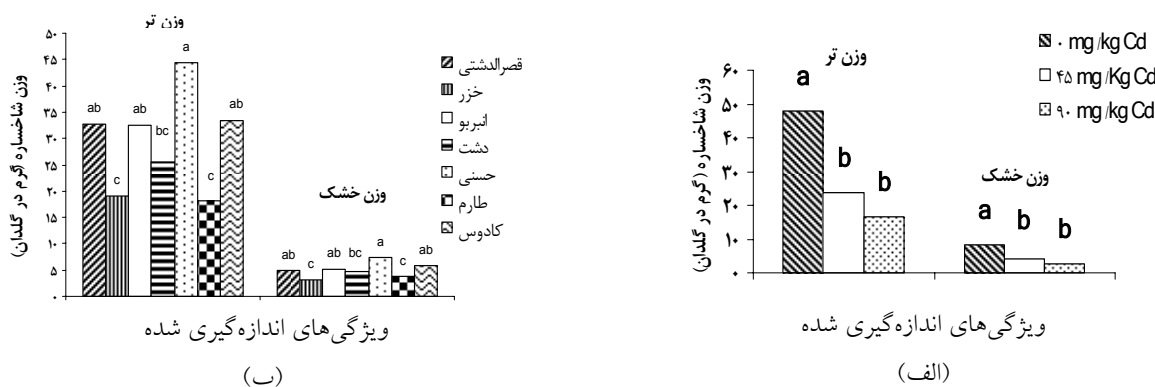 ۰ mg/kg Cd
۴۵ mg/Kg Cd
۹۰ mg/kg Cd
وزن تر
وزن خشک
وزن شاخساره (گرم در گلدان)
۶۰
۵۰
۴۰
۳۰
۲۰
۱۰
۰
a
b
b
a
b
b
ویژگی‌های اندازه‌گیری شده
(الف)
وزن تر
وزن خشک
وزن شاخساره (گرم در گلدان)
۵۰
۴۵
۴۰
۳۵
۳۰
۲۵
۲۰
۱۵
۱۰
۵
۰
ab
c
ab
bc
a
c
ab
ab
c
ab
bc
a
c
ab
قصرالدشتی
خزر
انبربو
دشت
حسنی
طارم
کادوس
ویژگی‌های اندازه‌گیری شده
(ب)